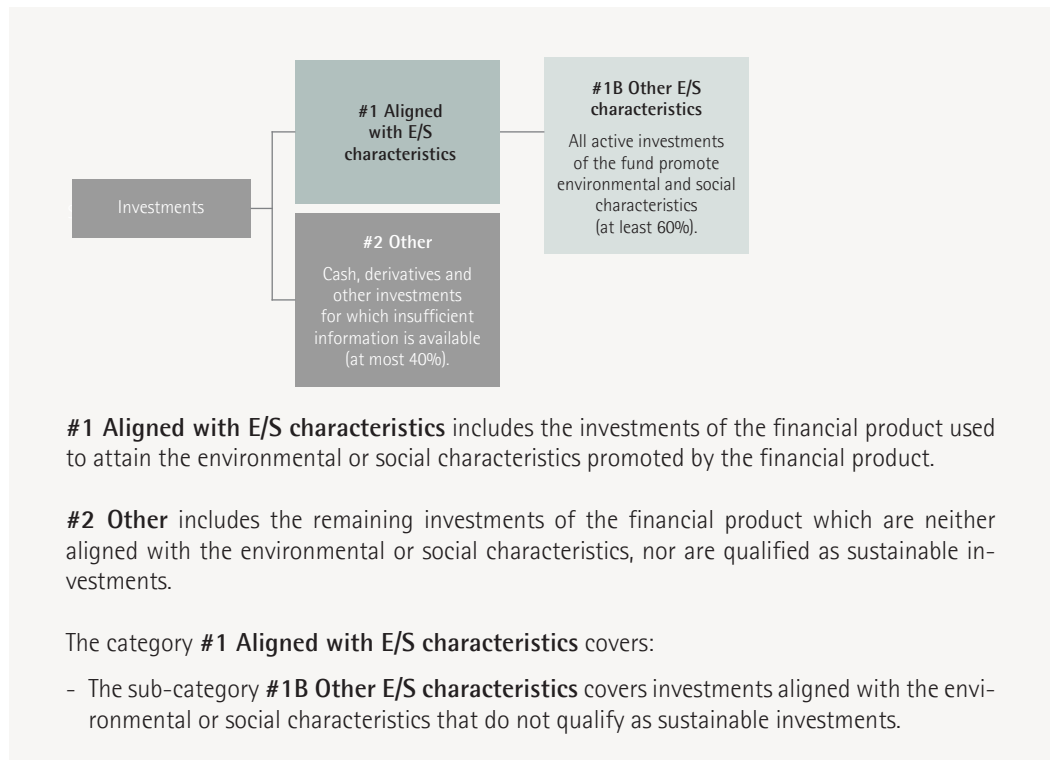 #1 Aligned
with E/S
characteristics
#1B Other E/S
characteristics
All active investments
of the fund promote
environmental and social
characteristics
(at least 60%).
Investments
#2 Other
Cash, derivatives and
other investments
for which insufficient
information is available
(at most 40%).
#1 Aligned with E/S characteristics includes the investments of the financial product used
to attain the environmental or social characteristics promoted by the financial product.
#2 Other includes the remaining investments of the financial product which are neither
aligned with the environmental or social characteristics, nor are qualified as sustainable in-
vestments.
The category #1 Aligned with E/S characteristics covers:
- The sub-category #1B Other E/S characteristics covers investments aligned with the envi-
ronmental or social characteristics that do not qualify as sustainable investments.